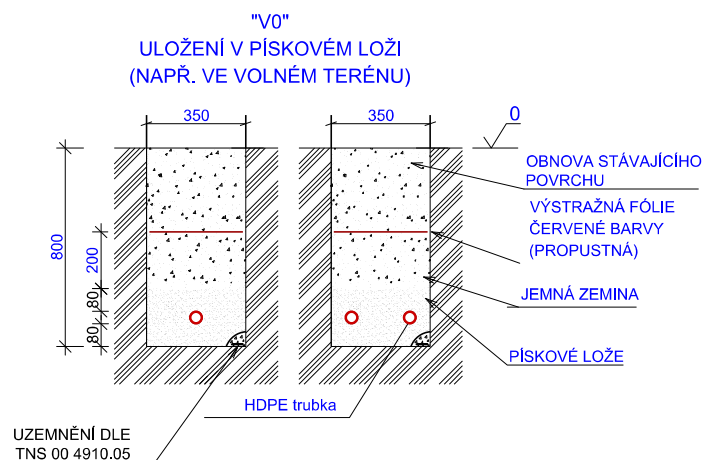 "V0"
ULOŽENÍ V PÍSKOVÉM LOŽI
(NAPŘ. VE VOLNÉM TERÉNU)
350
350
0
OBNOVA STÁVAJÍCÍHO
POVRCHU
VÝSTRAŽNÁ FÓLIE
ČERVENÉ BARVY
(PROPUSTNÁ)
800
200
80
80
JEMNÁ ZEMINA
PÍSKOVÉ LOŽE
HDPE trubka
UZEMNĚNÍ DLE
TNS 00 4910.05